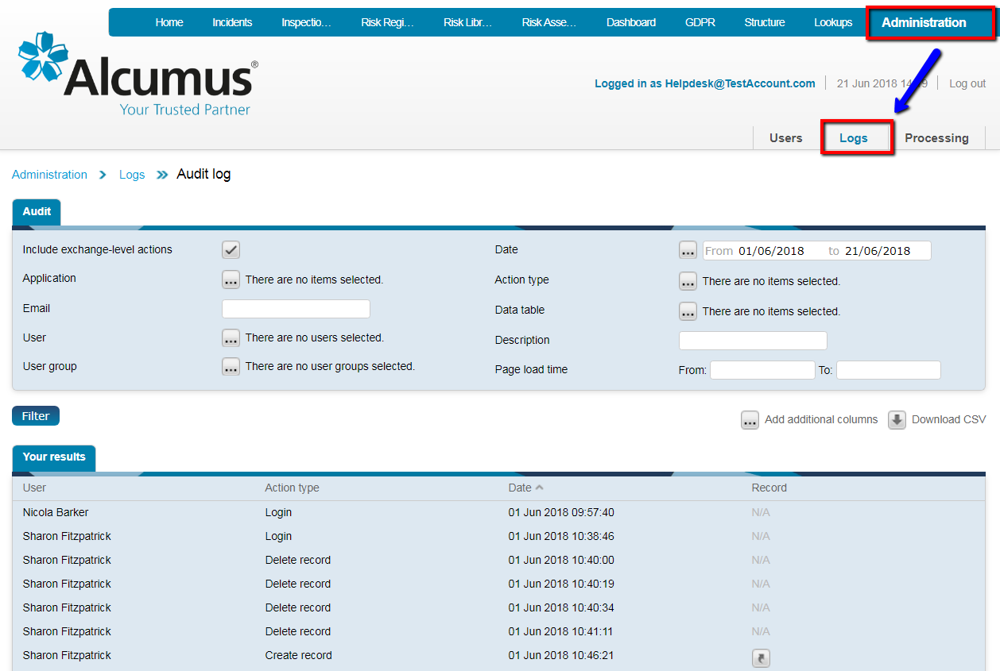 Home Incidents Inspectio… Risk Regi… Risk Libr… Risk Asse… Dashboard GDPR Structure Lookups Administration
Alcumus®
Your Trusted Partner
Logged in as Helpdesk@TestAccount.com 21 Jun 2018 Log out
Users Logs Processing
Administration Logs Audit log
Audit
Include exchange-level actions
Date ... From 01/06/2018 to 21/06/2018
Application ... There are no items selected.
Action type ... There are no items selected.
Email
Data table ... There are no items selected.
User ... There are no users selected.
Description
User group ... There are no user groups selected.
Page load time From: To:
Filter
... Add additional columns Download CSV
Your results
User Action type Date Record
Nicola Barker Login 01 Jun 2018 09:57:40 N/A
Sharon Fitzpatrick Login 01 Jun 2018 10:38:46 N/A
Sharon Fitzpatrick Delete record 01 Jun 2018 10:40:00 N/A
Sharon Fitzpatrick Delete record 01 Jun 2018 10:40:19 N/A
Sharon Fitzpatrick Delete record 01 Jun 2018 10:40:34 N/A
Sharon Fitzpatrick Delete record 01 Jun 2018 10:41:11 N/A
Sharon Fitzpatrick Create record 01 Jun 2018 10:46:21